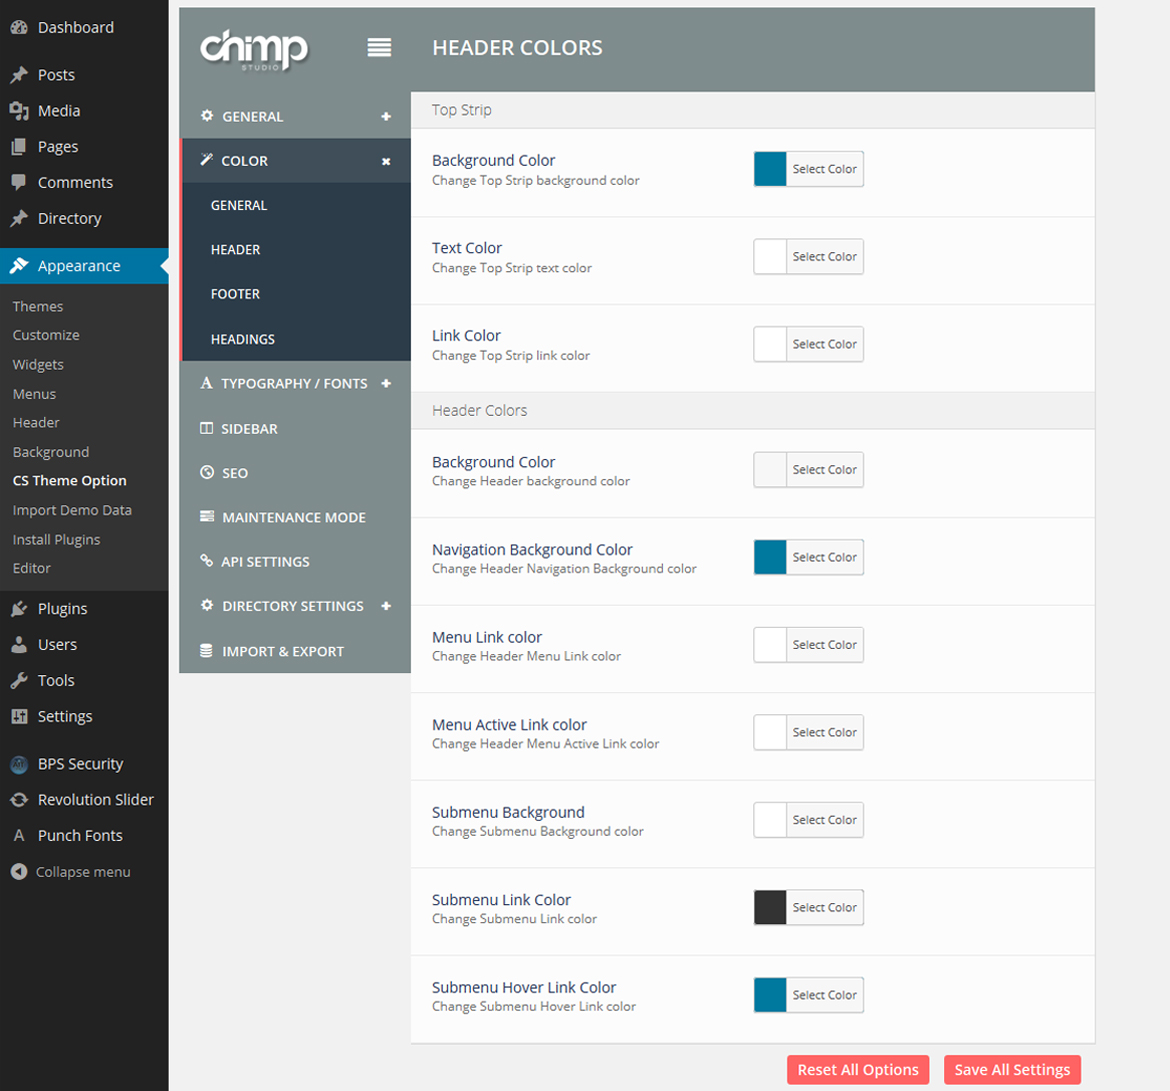 Dashboard
Posts
Media
Pages
Comments
Directory
Appearance
Themes
Customize
Widgets
Menus
Header
Background
CS Theme Option
Import Demo Data
Install Plugins
Editor
Plugins
Users
Tools
Settings
BPS Security
Revolution Slider
A Punch Fonts
Collapse menu
chimp
STUDIO
GENERAL
COLOR
GENERAL
HEADER
FOOTER
HEADINGS
A TYPOGRAPHY / FONTS
SIDEBAR
SEO
MAINTENANCE MODE
API SETTINGS
DIRECTORY SETTINGS
IMPORT & EXPORT
HEADER COLORS
Top Strip
Background Color
Change Top Strip background color
Select Color
Text Color
Change Top Strip text color
Select Color
Link Color
Change Top Strip link color
Select Color
Header Colors
Background Color
Change Header background color
Select Color
Navigation Background Color
Change Header Navigation Background color
Select Color
Menu Link color
Change Header Menu Link color
Select Color
Menu Active Link color
Change Header Menu Active Link color
Select Color
Submenu Background
Change Submenu Background color
Select Color
Submenu Link Color
Change Submenu Link color
Select Color
Submenu Hover Link Color
Change Submenu Hover Link color
Select Color
Reset All Options
Save All Settings